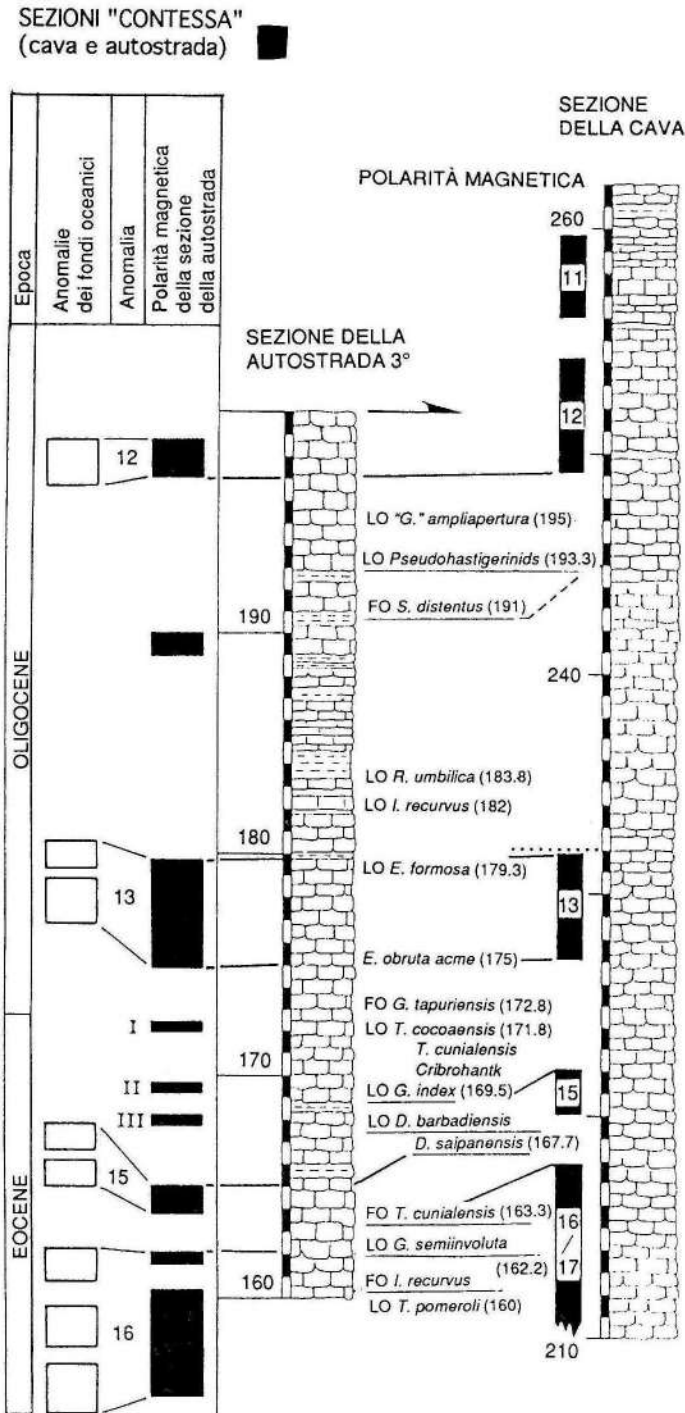 SEZIONI "CONTESSA"
(cava e autostrada)
SEZIONE
DELLA CAVA
POLARITÀ MAGNETICA
Epoca
Anomalie
dei fondi oceanici
Anomalia
Polarità magnetica
della sezione
della autostrada
SEZIONE DELLA
AUTOSTRADA 3°
260
11
12
12
LO "G." ampliapertura (195)
LO Pseudohastigerinids (193.3)
FO S. distentus (191)
190
240
OLIGOCENE
LO R. umbilica (183.8)
LO I. recurvus (182)
180
LO E. formosa (179.3)
13
13
E. obruta acme (175)
FO G. tapuriensis (172.8)
I
LO T. cocoaensis (171.8)
T. cunialensis
170
Cribrohantk
II
LO G. index (169.5)
15
III
LO D. barbadiensis
D. saipanensis (167.7)
15
EOCENE
FO T. cunialensis (163.3)
16
LO G. semiinvoluta
(162.2)
17
160
FO I. recurvus
LO T. pomeroli (160)
16
210